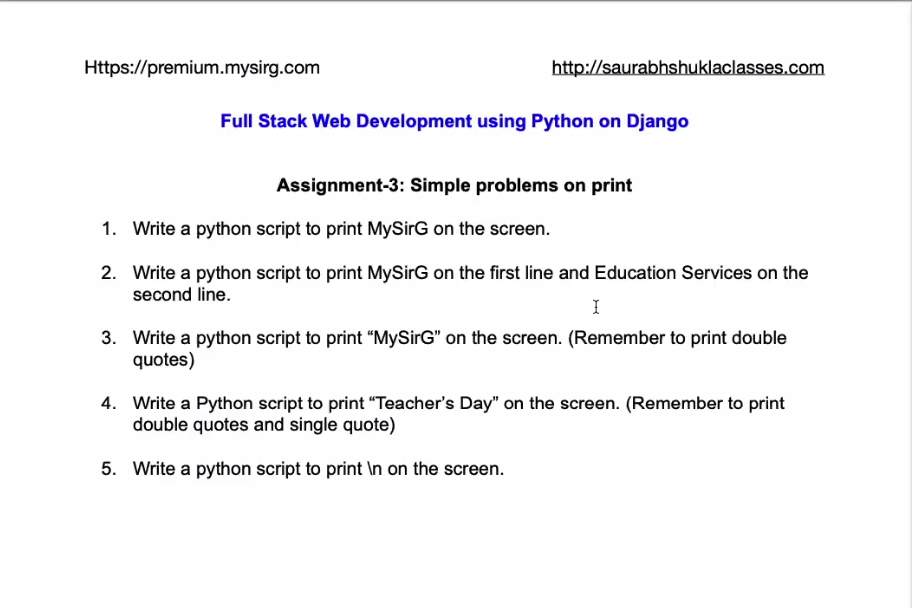 Https://premium.mysirg.com
http://saurabhshuklaclasses.com
Full Stack Web Development using Python on Django
Assignment-3: Simple problems on print
1. Write a python script to print MySirG on the screen.
2. Write a python script to print MySirG on the first line and Education Services on the
second line.
3. Write a python script to print “MySirG” on the screen. (Remember to print double
quotes)
4. Write a Python script to print “Teacher’s Day” on the screen. (Remember to print
double quotes and single quote)
5. Write a python script to print \n on the screen.